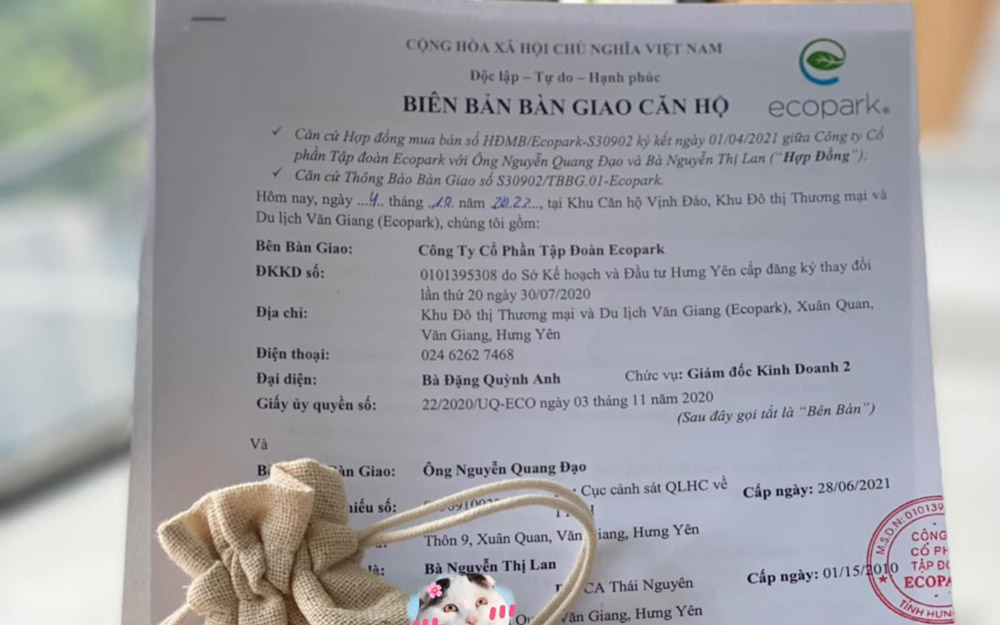 CỘNG HÒA XÃ HỘI CHỦ NGHĨA VIỆT NAM
Độc lập – Tự do – Hạnh phúc
BIÊN BẢN BÀN GIAO CĂN HỘ
ecopark®
✓ Căn cứ Hợp đồng mua bán số HĐMB/Ecopark-S30902 ký kết ngày 01/04/2021 giữa Công ty Cổ
phần Tập đoàn Ecopark với Ông Nguyễn Quang Đạo và Bà Nguyễn Thị Lan (“Hợp Đồng”);
✓ Căn cứ Thông Báo Bàn Giao số S30902/TBBG.01-Ecopark.
Hôm nay, ngày ...4.. tháng .10. năm 2022..., tại Khu Căn hộ Vịnh Đảo, Khu Đô thị Thương mại và
Du lịch Văn Giang (Ecopark), chúng tôi gồm:
Bên Bàn Giao: Công Ty Cổ Phần Tập Đoàn Ecopark
ĐKKD số: 0101395308 do Sở Kế hoạch và Đầu tư Hưng Yên cấp đăng ký thay đổi
lần thứ 20 ngày 30/07/2020
Địa chỉ: Khu Đô thị Thương mại và Du lịch Văn Giang (Ecopark), Xuân Quan,
Văn Giang, Hưng Yên
Điện thoại: 024 6262 7468
Đại diện: Bà Đặng Quỳnh Anh Chức vụ: Giám đốc Kinh Doanh 2
Giấy ủy quyền số: 22/2020/UQ-ECO ngày 03 tháng 11 năm 2020
(Sau đây gọi tắt là “Bên Bán”)
Và
Giao: Ông Nguyễn Quang Đạo
số: Cục cảnh sát QLHC về Cấp ngày: 28/06/2021
Thôn 9, Xuân Quan, Văn Giang, Hưng Yên
là: Bà Nguyễn Thị Lan
CA Thái Nguyên Cấp ngày: 01/15/2010
Văn Giang, Hưng Yên
M.S.D.N: 010139
CÔNG
CỔ PH
TẬP ĐO
ECOPA
TỈNH HƯN